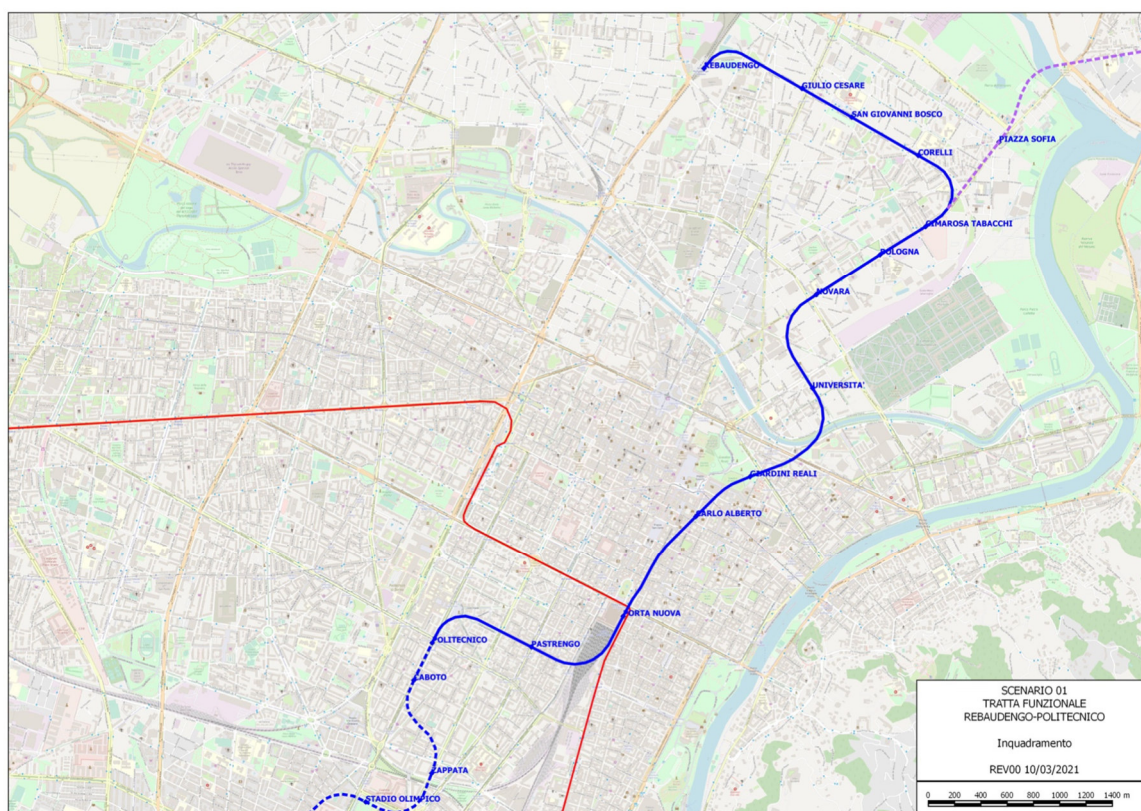 REBAUDENGO
GIULIO CESARE
SAN GIOVANNI BOSCO
CORELLI
PIAZZA SOFIA
CIMAROSA TABACCHI
BOLOGNA
NOVARA
UNIVERSITA'
GIARDINI REALI
CARLO ALBERTO
PORTA NUOVA
POLITECNICO
PASTRENGO
CABOTO
ZAPPATA
STADIO OLIMPICO
SCENARIO 01
TRATTA FUNZIONALE
REBAUDENGO-POLITECNICO
Inquadramento
REV00 10/03/2021
0 200 400 600 800 1000 1200 1400 m